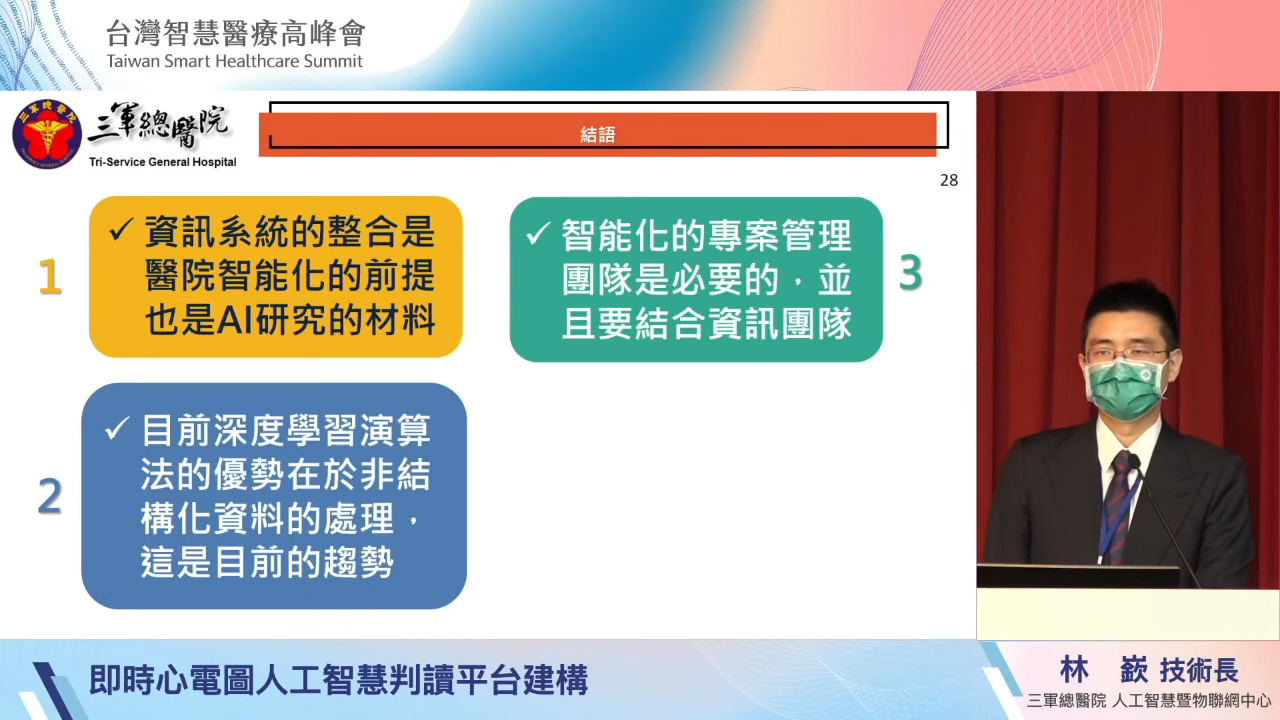 台灣智慧醫療高峰會
Taiwan Smart Healthcare Summit
三軍總醫院
三軍總醫院
Tri-Service General Hospital
結語
28
1
✓ 資訊系統的整合是
醫院智能化的前提
也是AI研究的材料
✓ 智能化的專案管理
團隊是必要的，並
且要結合資訊團隊
3
2
✓ 目前深度學習演算
法的優勢在於非結
構化資料的處理，
這是目前的趨勢
即時心電圖人工智慧判讀平台建構
林 嶔 技術長
三軍總醫院 人工智慧暨物聯網中心